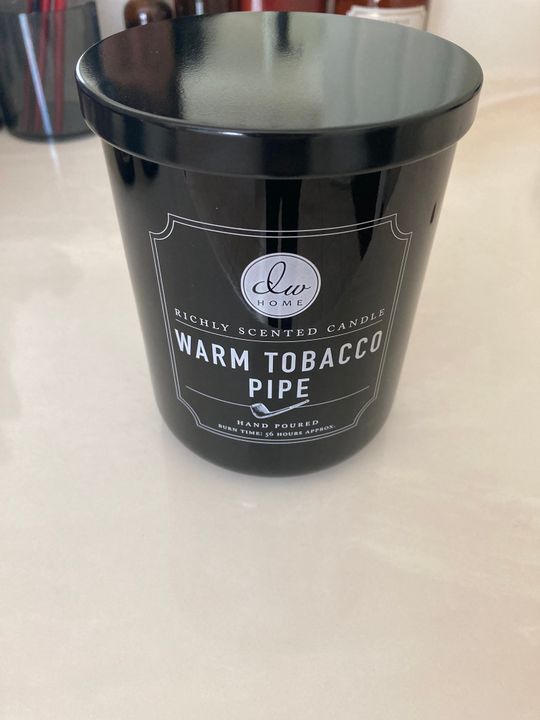 dw
HOME
RICHLY SCENTED CANDLE
WARM TOBACCO
PIPE
HAND POURED
BURN TIME: 56 HOURS APPROX.